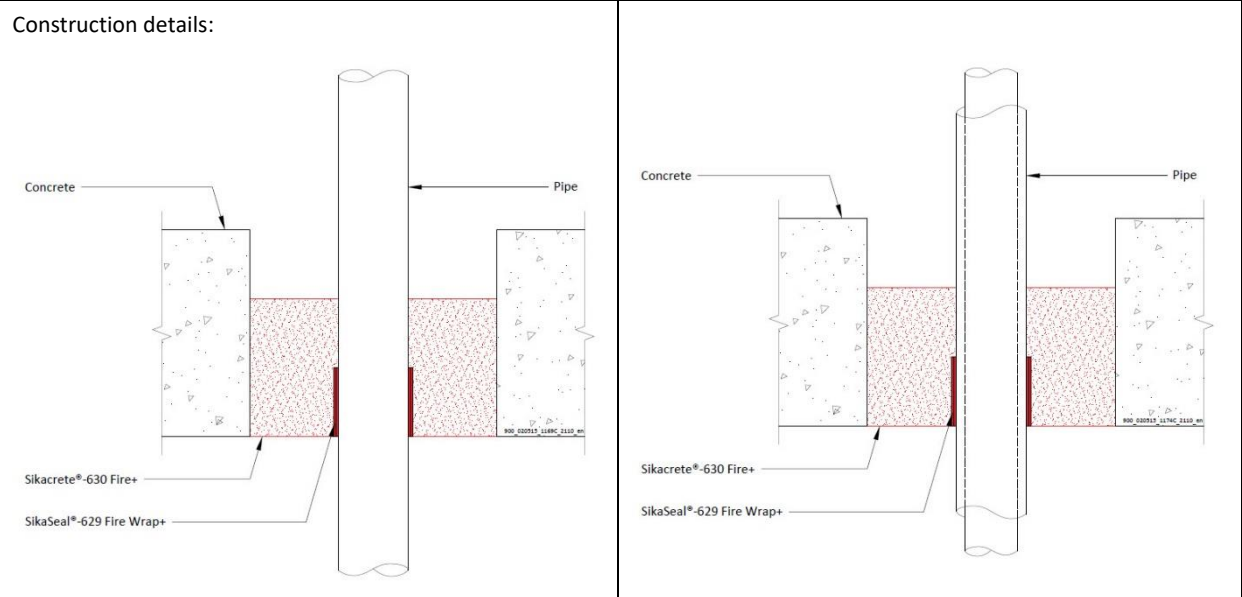 Construction details:
Concrete
Pipe
900_020515_1169C_2110_en
Sikacrete®-630 Fire+
SikaSeal®-629 Fire Wrap+
Concrete
Pipe
900_020515_1174C_2110_en
Sikacrete®-630 Fire+
SikaSeal®-629 Fire Wrap+